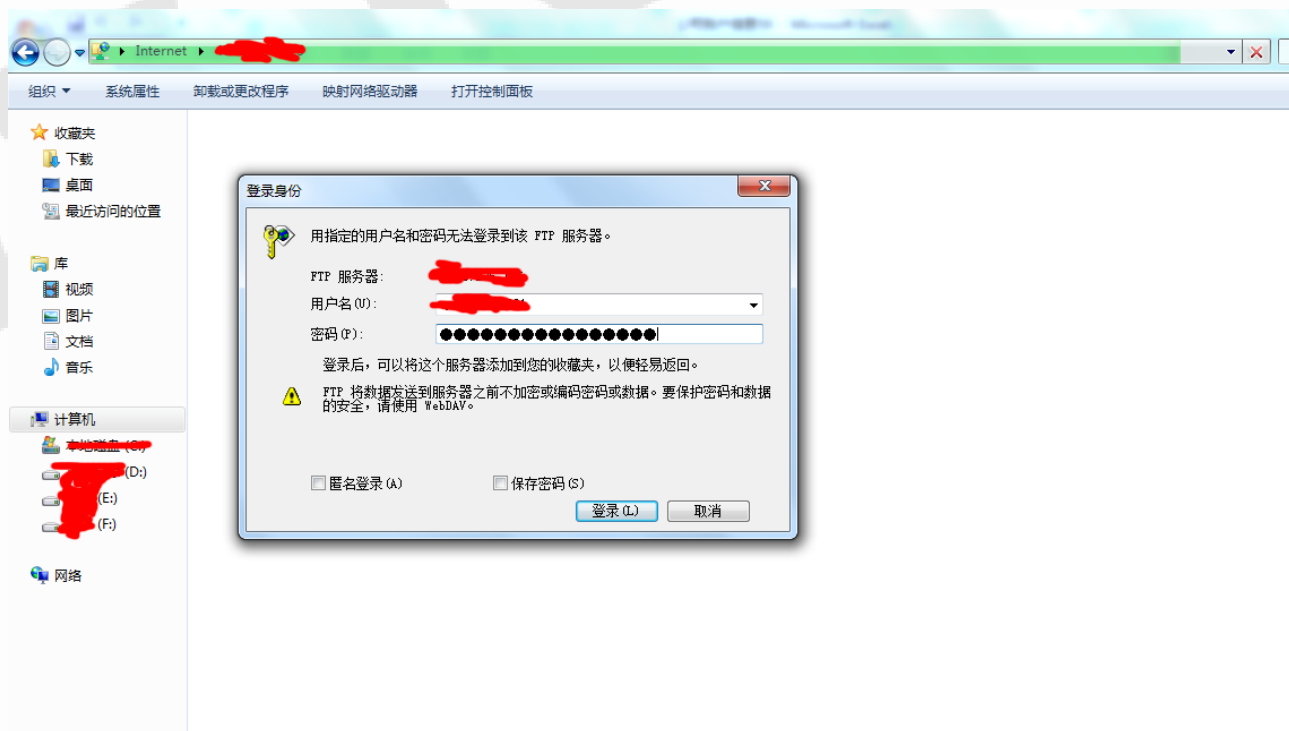 Internet
组织 系统属性 卸载或更改程序 映射网络驱动器 打开控制面板
收藏夹
下载
桌面
最近访问的位置
库
视频
图片
文档
音乐
计算机
本地磁盘 (C:)
(D:)
(E:)
(F:)
网络
登录身份
用指定的用户名和密码无法登录到该 FTP 服务器。
FTP 服务器:
用户名(U):
密码(P):
登录后，可以将这个服务器添加到您的收藏夹，以便轻易返回。
FTP 将数据发送到服务器之前不加密或编码密码或数据。要保护密码和数据
的安全，请使用 WebDAV。
匿名登录(A) 保存密码(S)
登录(L) 取消